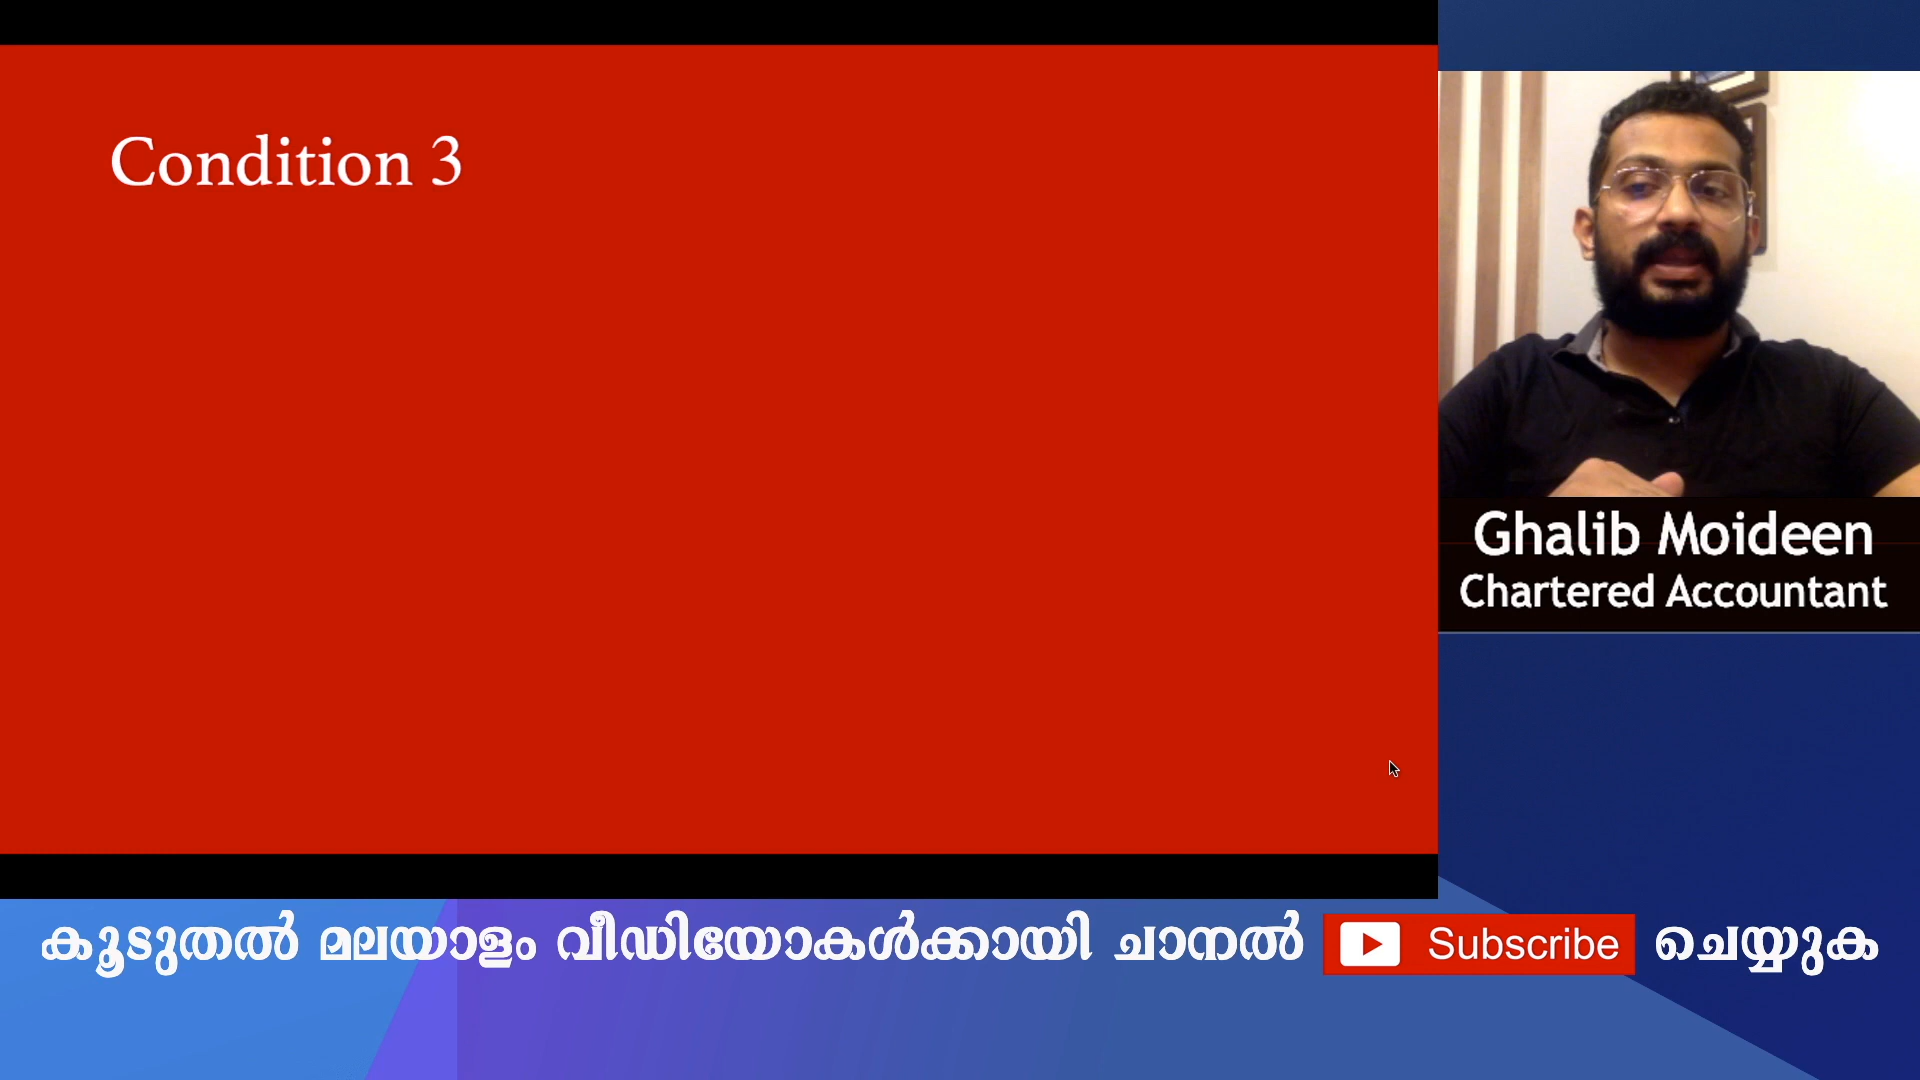 Condition 3
Ghalib Moideen
Chartered Accountant
കൂടുതൽ മലയാളം വീഡിയോകൾക്കായി ചാനൽ Subscribe ചെയ്യുക